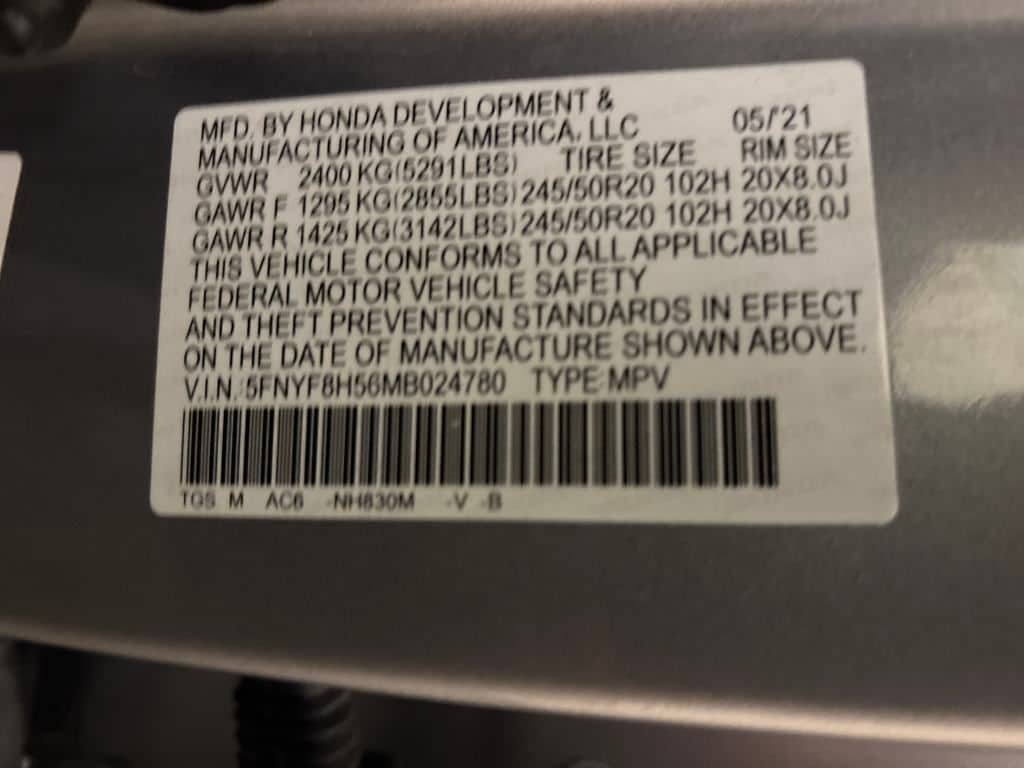 MFD. BY HONDA DEVELOPMENT &
MANUFACTURING OF AMERICA, LLC 05/'21
GVWR 2400 KG(5291LBS) TIRE SIZE RIM SIZE
GAWR F 1295 KG(2855LBS) 245/50R20 102H 20X8.0J
GAWR R 1425 KG(3142LBS) 245/50R20 102H 20X8.0J
THIS VEHICLE CONFORMS TO ALL APPLICABLE
FEDERAL MOTOR VEHICLE SAFETY
AND THEFT PREVENTION STANDARDS IN EFFECT
ON THE DATE OF MANUFACTURE SHOWN ABOVE.
V.I.N.:5FNYF8H56MB024780 TYPE:MPV
TGS M AC6 -NH830M -V -B